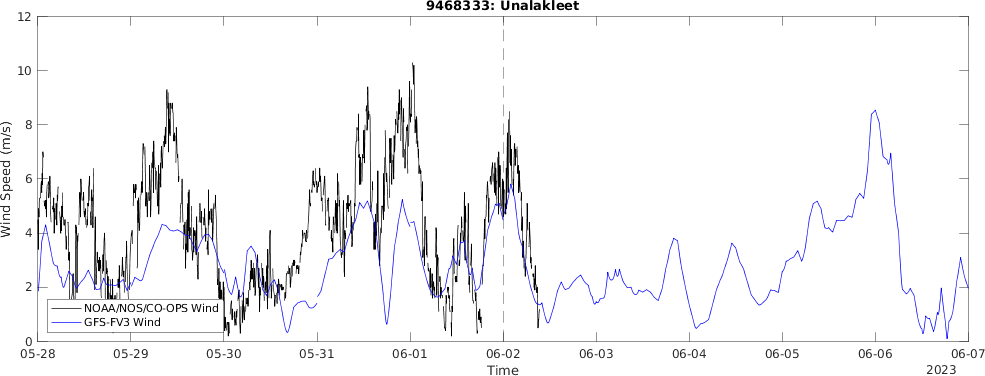 9468333: Unalakleet
Wind Speed (m/s)
12
10
8
6
4
2
0
NOAA/NOS/CO-OPS Wind
GFS-FV3 Wind
05-28 05-29 05-30 05-31 06-01 06-02 06-03 06-04 06-05 06-06 06-07
Time
2023